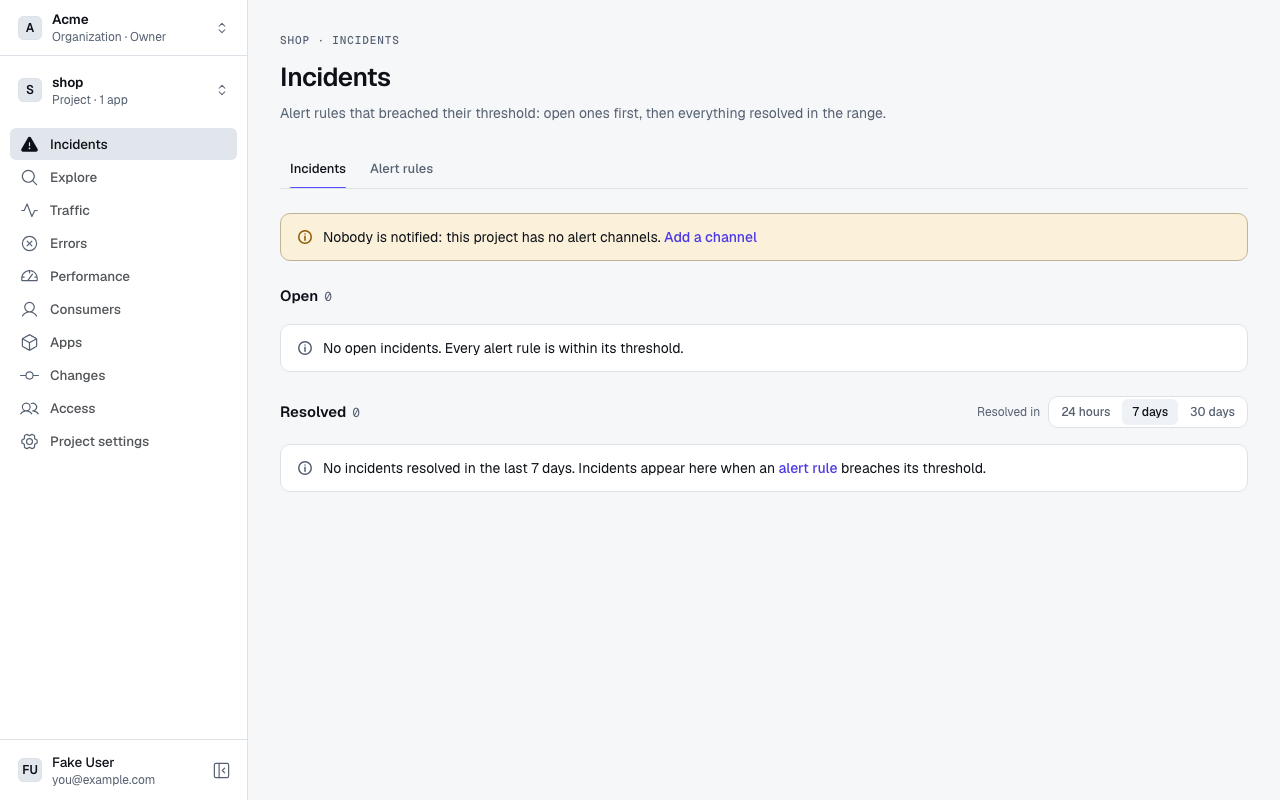 A
Acme
Organization · Owner
S
shop
Project · 1 app
Incidents
Explore
Traffic
Errors
Performance
Consumers
Apps
Changes
Access
Project settings
FU
Fake User
you@example.com
SHOP · INCIDENTS
Incidents
Alert rules that breached their threshold: open ones first, then everything resolved in the range.
Incidents Alert rules
Nobody is notified: this project has no alert channels. Add a channel
Open 0
No open incidents. Every alert rule is within its threshold.
Resolved 0 Resolved in 24 hours 7 days 30 days
No incidents resolved in the last 7 days. Incidents appear here when an alert rule breaches its threshold.